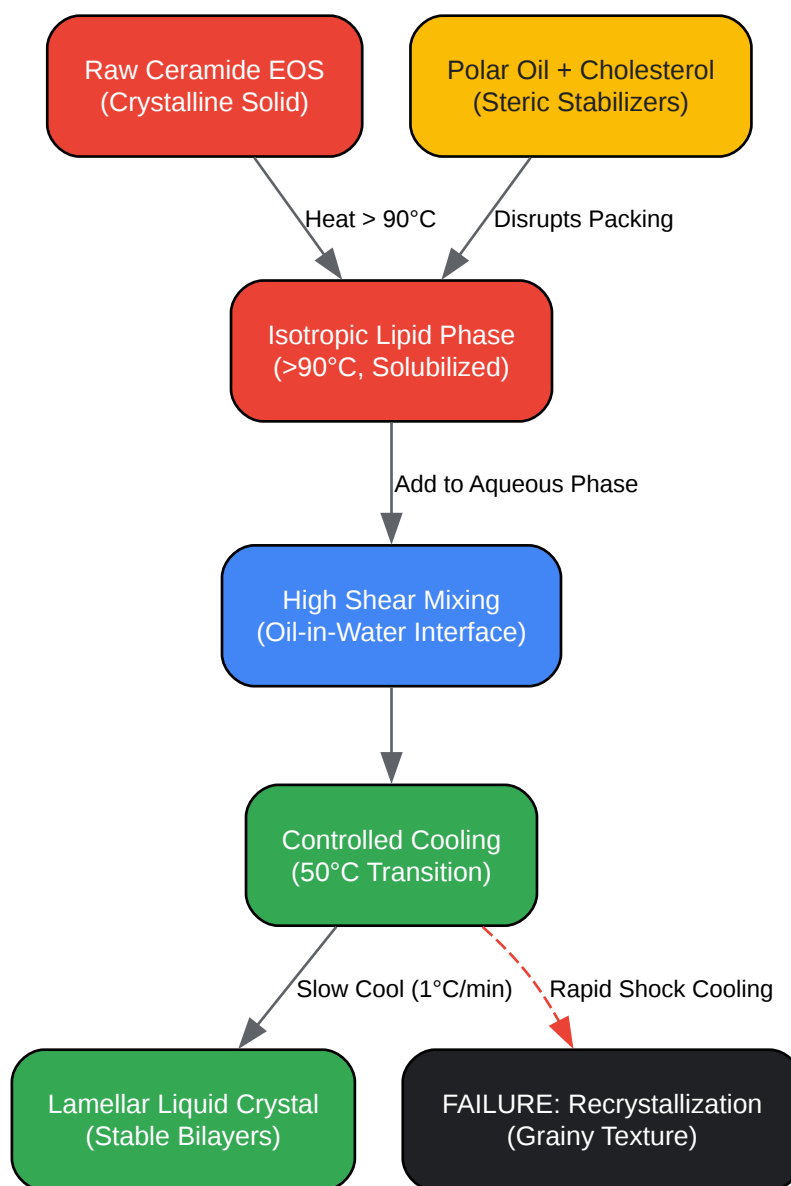 Raw Ceramide EOS
(Crystalline Solid)
Polar Oil + Cholesterol
(Steric Stabilizers)
Heat > 90°C
Disrupts Packing
Isotropic Lipid Phase
(>90°C, Solubilized)
Add to Aqueous Phase
High Shear Mixing
(Oil-in-Water Interface)
Controlled Cooling
(50°C Transition)
Slow Cool (1°C/min)
Rapid Shock Cooling
Lamellar Liquid Crystal
(Stable Bilayers)
FAILURE: Recrystallization
(Grainy Texture)